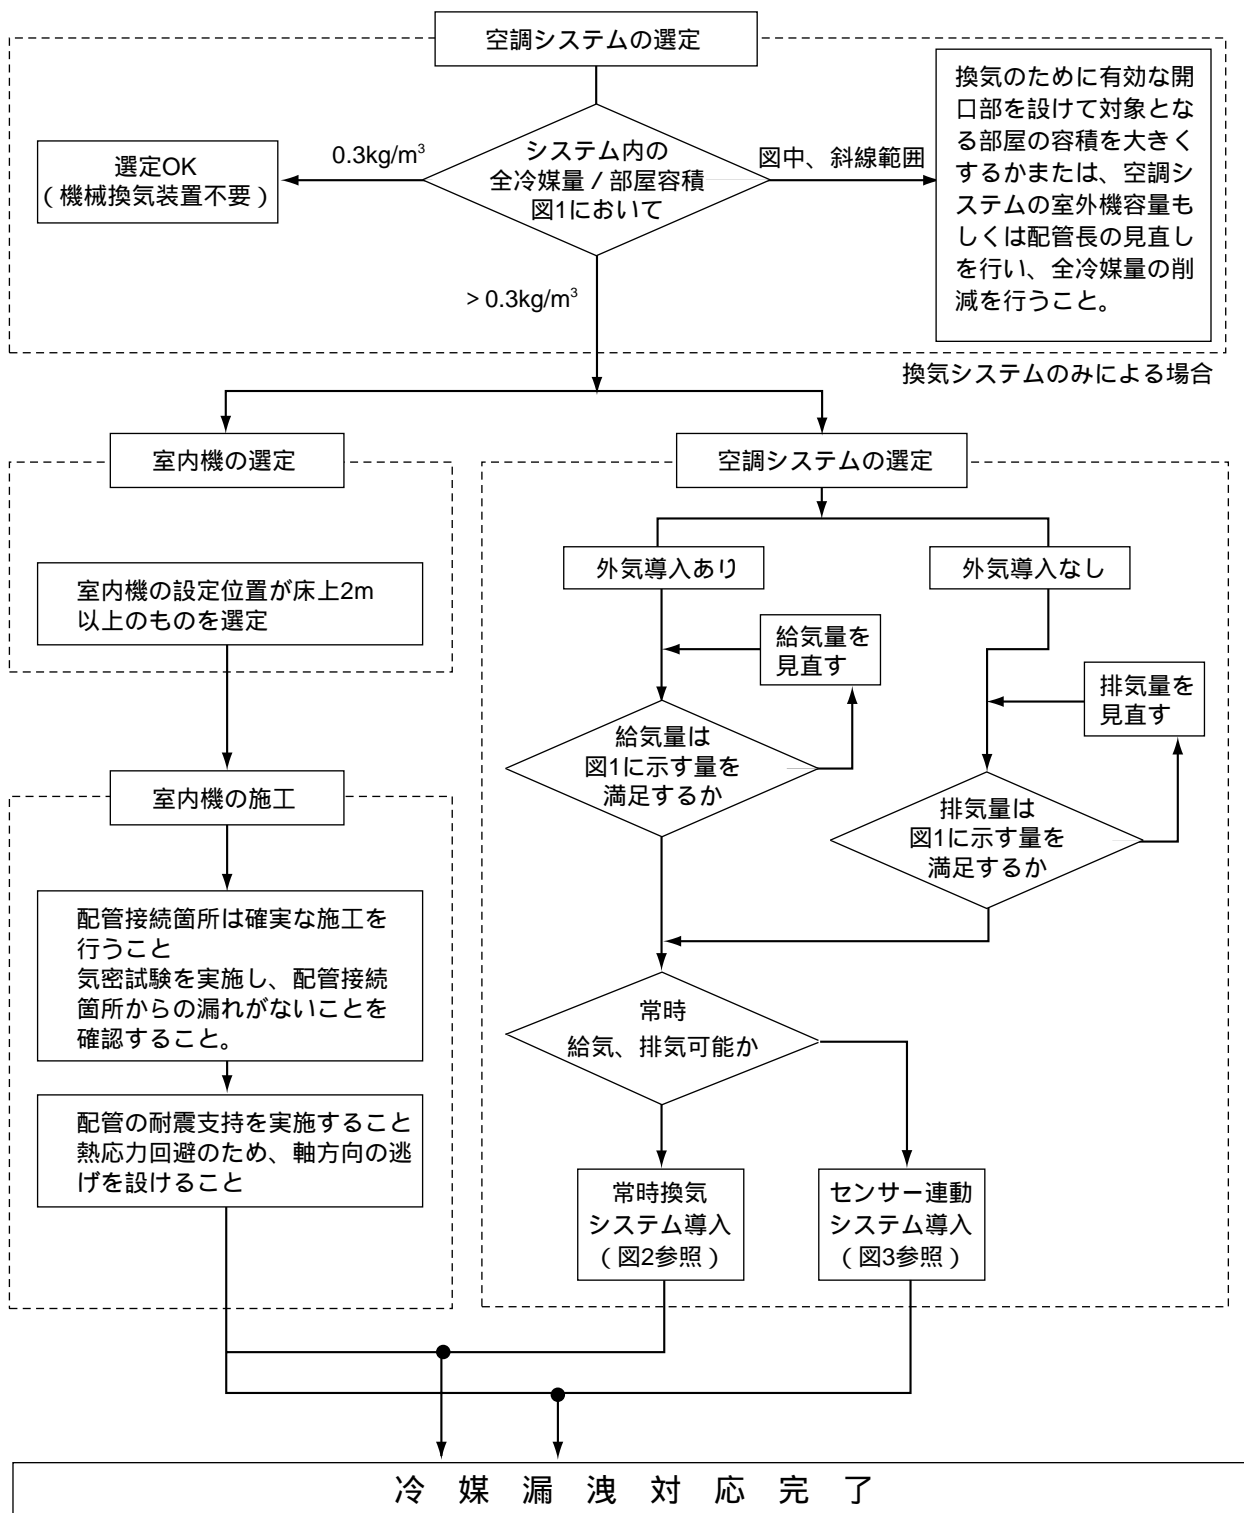 空調システムの選定
システム内の
全冷媒量 / 部屋容積
図1において
0.3kg/m³
選定OK
（機械換気装置不要）
図中、斜線範囲
換気のために有効な開
口部を設けて対象とな
る部屋の容積を大きく
するかまたは、空調シ
ステムの室外機容量も
しくは配管長の見直し
を行い、全冷媒量の削
減を行うこと。
> 0.3kg/m³
換気システムのみによる場合
室内機の選定
室内機の設定位置が床上2m
以上のものを選定
室内機の施工
配管接続箇所は確実な施工を
行うこと
気密試験を実施し、配管接続
箇所からの漏れがないことを
確認すること。
配管の耐震支持を実施すること
熱応力回避のため、軸方向の逃
げを設けること
空調システムの選定
外気導入あり
外気導入なし
給気量を
見直す
排気量を
見直す
給気量は
図1に示す量を
満足するか
排気量は
図1に示す量を
満足するか
常時
給気、排気可能か
常時換気
システム導入
（図2参照）
センサー連動
システム導入
（図3参照）
冷媒漏洩対応完了